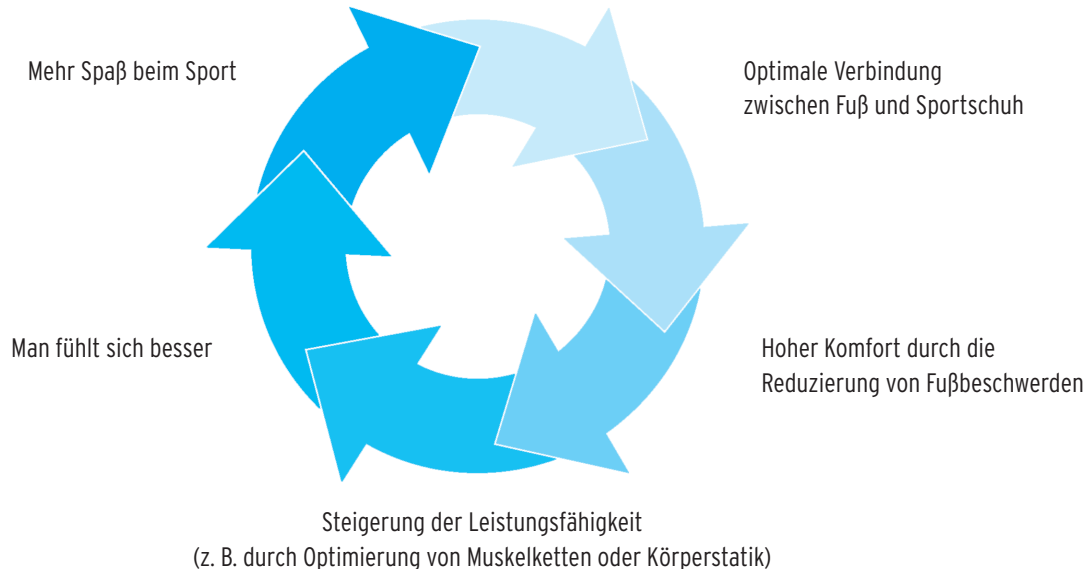 Mehr Spaß beim Sport
Optimale Verbindung
zwischen Fuß und Sportschuh
Hoher Komfort durch die
Reduzierung von Fußbeschwerden
Steigerung der Leistungsfähigkeit
(z. B. durch Optimierung von Muskelketten oder Körperstatik)
Man fühlt sich besser